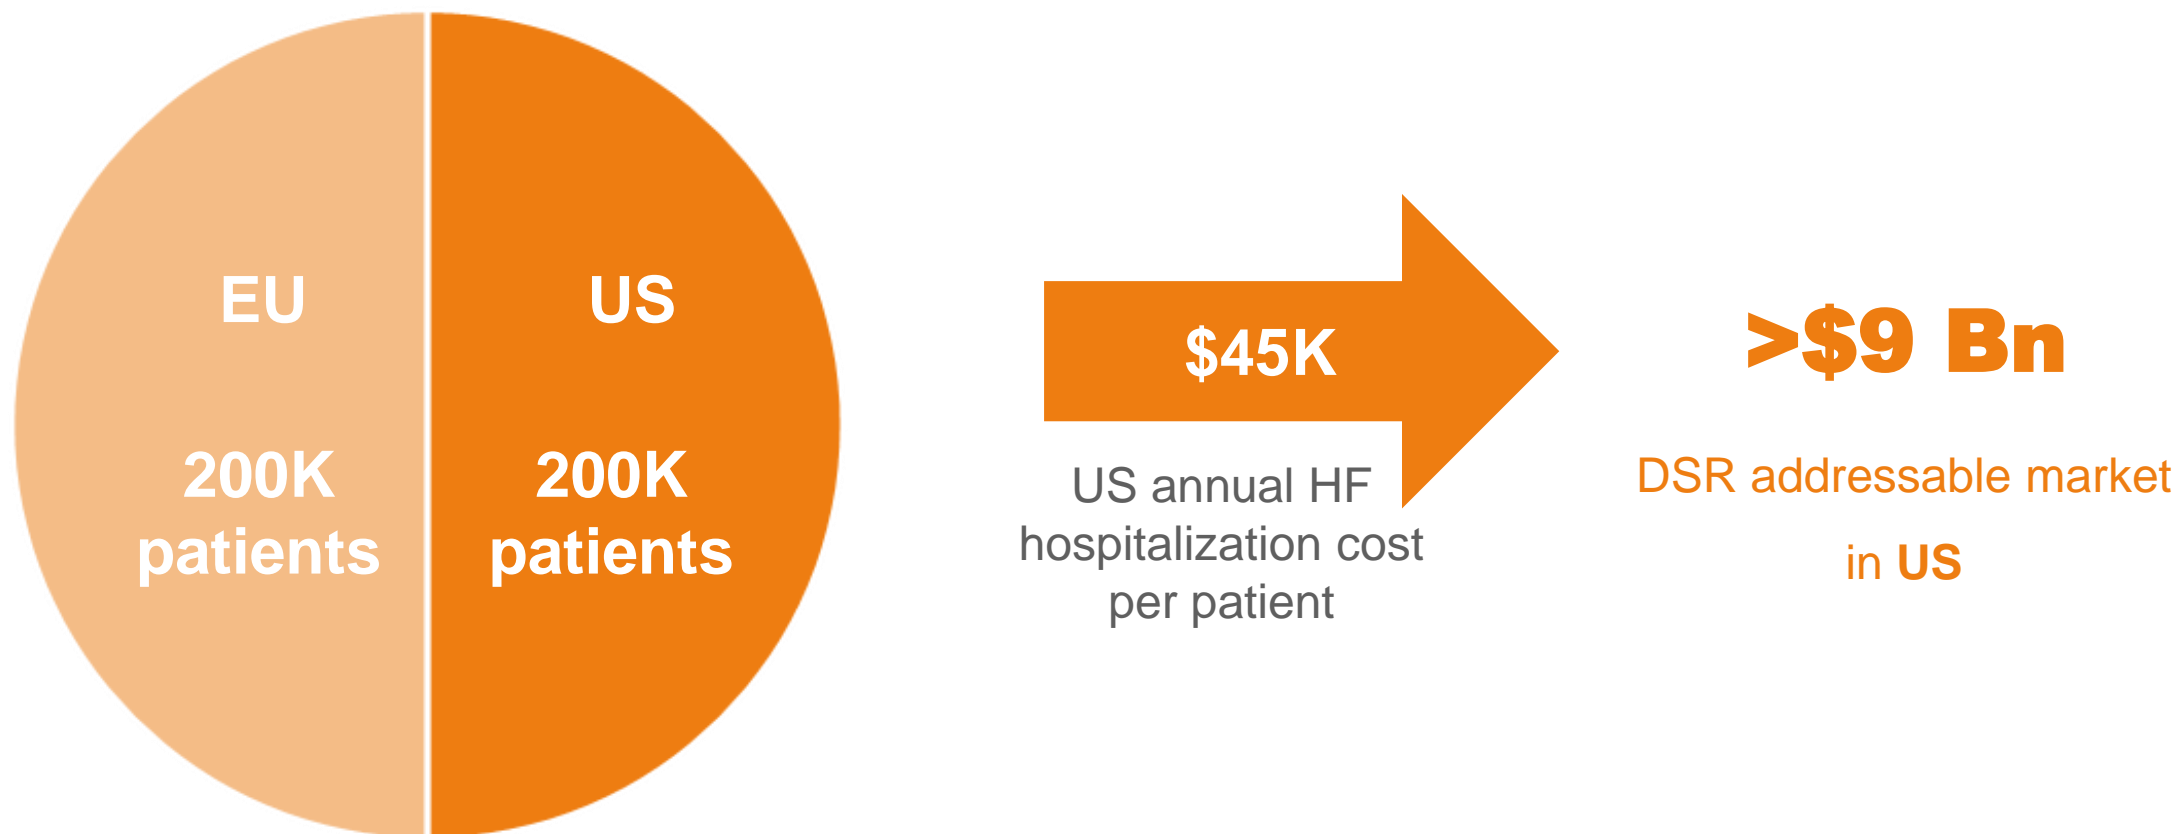 EU
200K
patients
US
200K
patients
$45K
US annual HF
hospitalization cost
per patient
>$9 Bn
DSR addressable market
in US